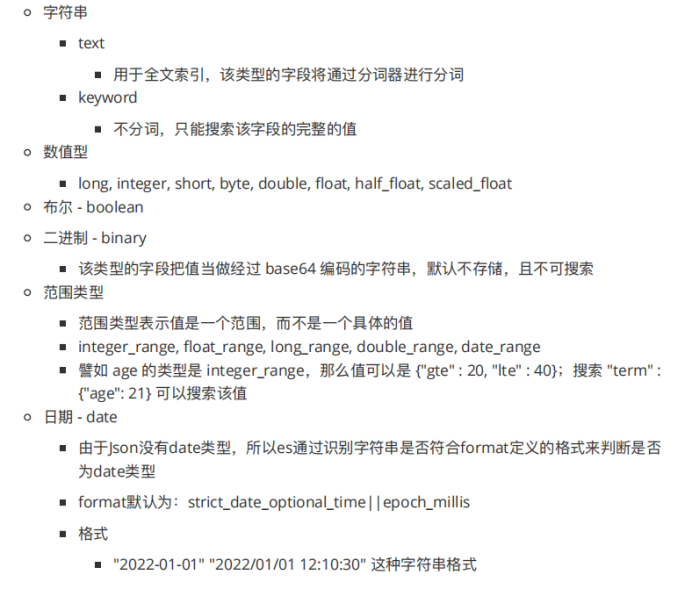 字符串
text
用于全文索引，该类型的字段将通过分词器进行分词
keyword
不分词，只能搜索该字段的完整的值
数值型
long, integer, short, byte, double, float, half_float, scaled_float
布尔 - boolean
二进制 - binary
该类型的字段把值当做经过 base64 编码的字符串，默认不存储，且不可搜索
范围类型
范围类型表示值是一个范围，而不是一个具体的值
integer_range, float_range, long_range, double_range, date_range
譬如 age 的类型是 integer_range，那么值可以是 {"gte" : 20, "lte" : 40}；搜索 "term" :
{"age": 21} 可以搜索该值
日期 - date
由于Json没有date类型，所以es通过识别字符串是否符合format定义的格式来判断是否
为date类型
format默认为：strict_date_optional_time||epoch_millis
格式
"2022-01-01" "2022/01/01 12:10:30" 这种字符串格式